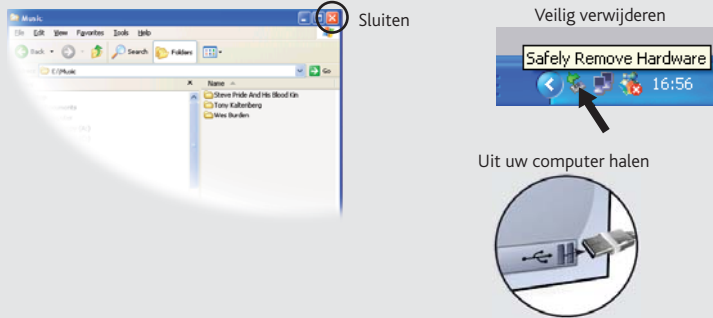 Music
File Edit View Favorites Tools Help
Back Search Folders
E:\Music Go
Name
Steve Pride And His Blood Kin
Tony Kaltenberg
Wes Burden
Sluiten
Veilig verwijderen
Safely Remove Hardware
16:56
Uit uw computer halen